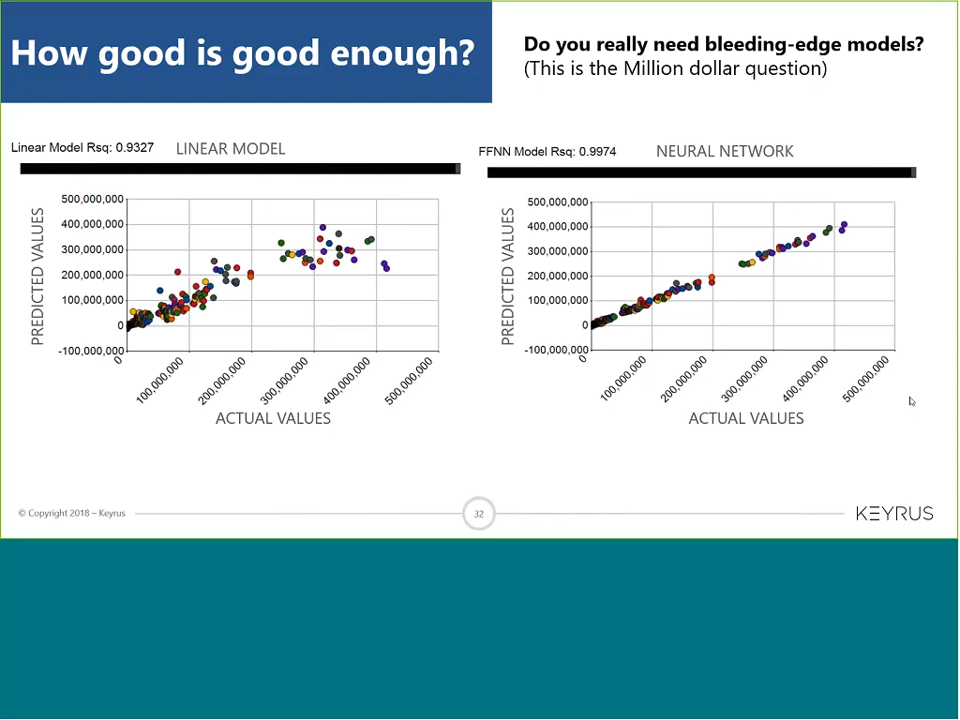 How good is good enough?
Do you really need bleeding-edge models?
(This is the Million dollar question)
Linear Model Rsq: 0.9327
LINEAR MODEL
PREDICTED VALUES
500,000,000
400,000,000
300,000,000
200,000,000
100,000,000
0
-100,000,000
0
100,000,000
200,000,000
300,000,000
400,000,000
500,000,000
ACTUAL VALUES
FFNN Model Rsq: 0.9974
NEURAL NETWORK
PREDICTED VALUES
500,000,000
400,000,000
300,000,000
200,000,000
100,000,000
0
-100,000,000
0
100,000,000
200,000,000
300,000,000
400,000,000
500,000,000
ACTUAL VALUES
© Copyright 2018 – Keyrus
32
KEYRUS